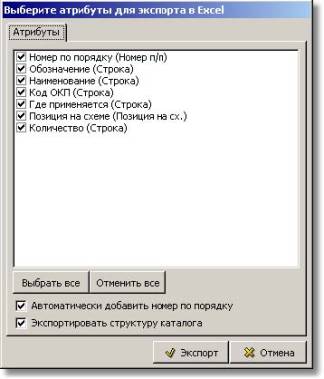 Выберите атрибуты для экспорта в Excel
Атрибуты
Номер по порядку (Номер п/п)
Обозначение (Строка)
Наименование (Строка)
Код ОКП (Строка)
Где применяется (Строка)
Позиция на схеме (Позиция на сх.)
Количество (Строка)
Выбрать все Отменить все
Автоматически добавить номер по порядку
Экспортировать структуру каталога
Экспорт Отмена